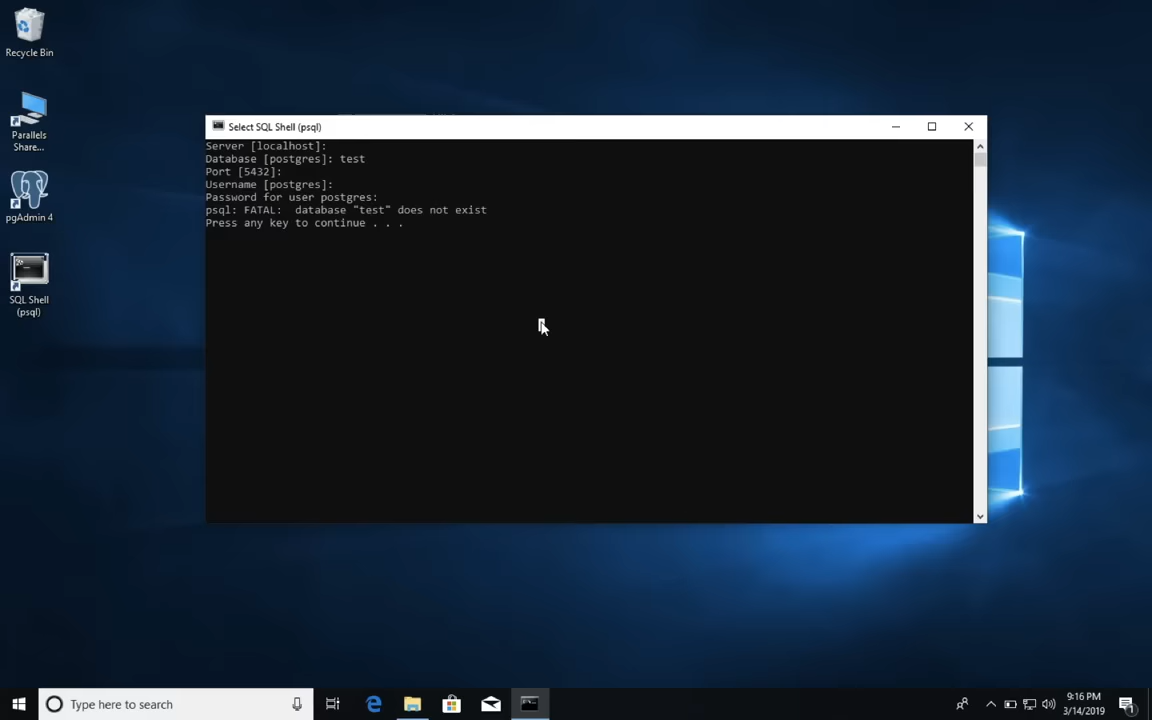 Recycle Bin
Parallels
Share...
pgAdmin 4
SQL Shell
(psql)
Select SQL Shell (psql)
Server [localhost]:
Database [postgres]: test
Port [5432]:
Username [postgres]:
Password for user postgres:
psql: FATAL:  database "test" does not exist
Press any key to continue . . .
Type here to search
9:16 PM
3/14/2019
1